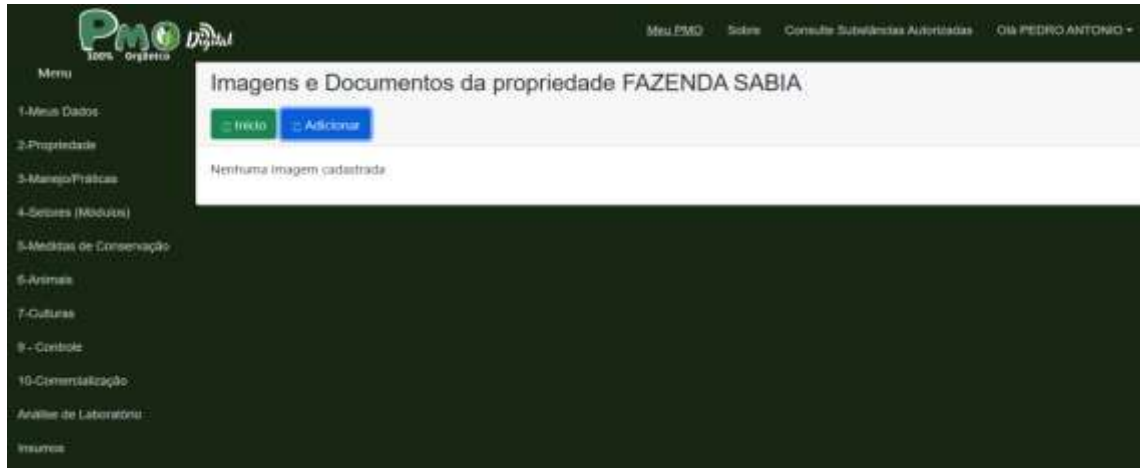 PMO Digital
100% Orgânico
Meu PMO Sobre Consulte Substâncias Autorizadas Olá PEDRO ANTONIO
Menu
Imagens e Documentos da propriedade FAZENDA SABIA
Início Adicionar
Nenhuma imagem cadastrada
1-Meus Dados
2-Propriedade
3-Manejo/Práticas
4-Setores (Módulos)
5-Medidas de Conservação
6-Animais
7-Culturas
9 - Controle
10-Comercialização
Análise de Laboratório
Insumos